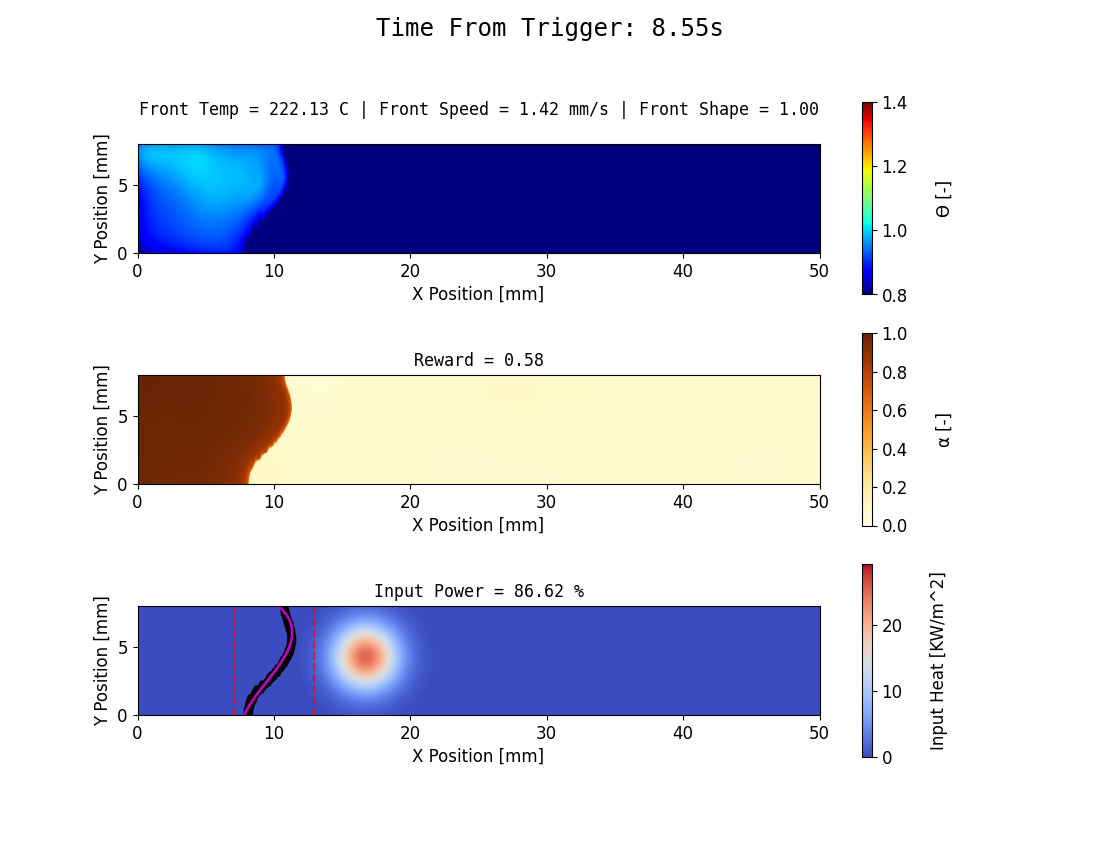 Time From Trigger: 8.55s
Front Temp = 222.13 C | Front Speed = 1.42 mm/s | Front Shape = 1.00
Y Position [mm]
5
0
0 10 20 30 40 50
X Position [mm]
1.4
1.2
1.0
0.8
Θ [-]
Reward = 0.58
Y Position [mm]
5
0
0 10 20 30 40 50
X Position [mm]
1.0
0.8
0.6
0.4
0.2
0.0
α [-]
Input Power = 86.62 %
Y Position [mm]
5
0
0 10 20 30 40 50
X Position [mm]
20
10
0
Input Heat [KW/m^2]